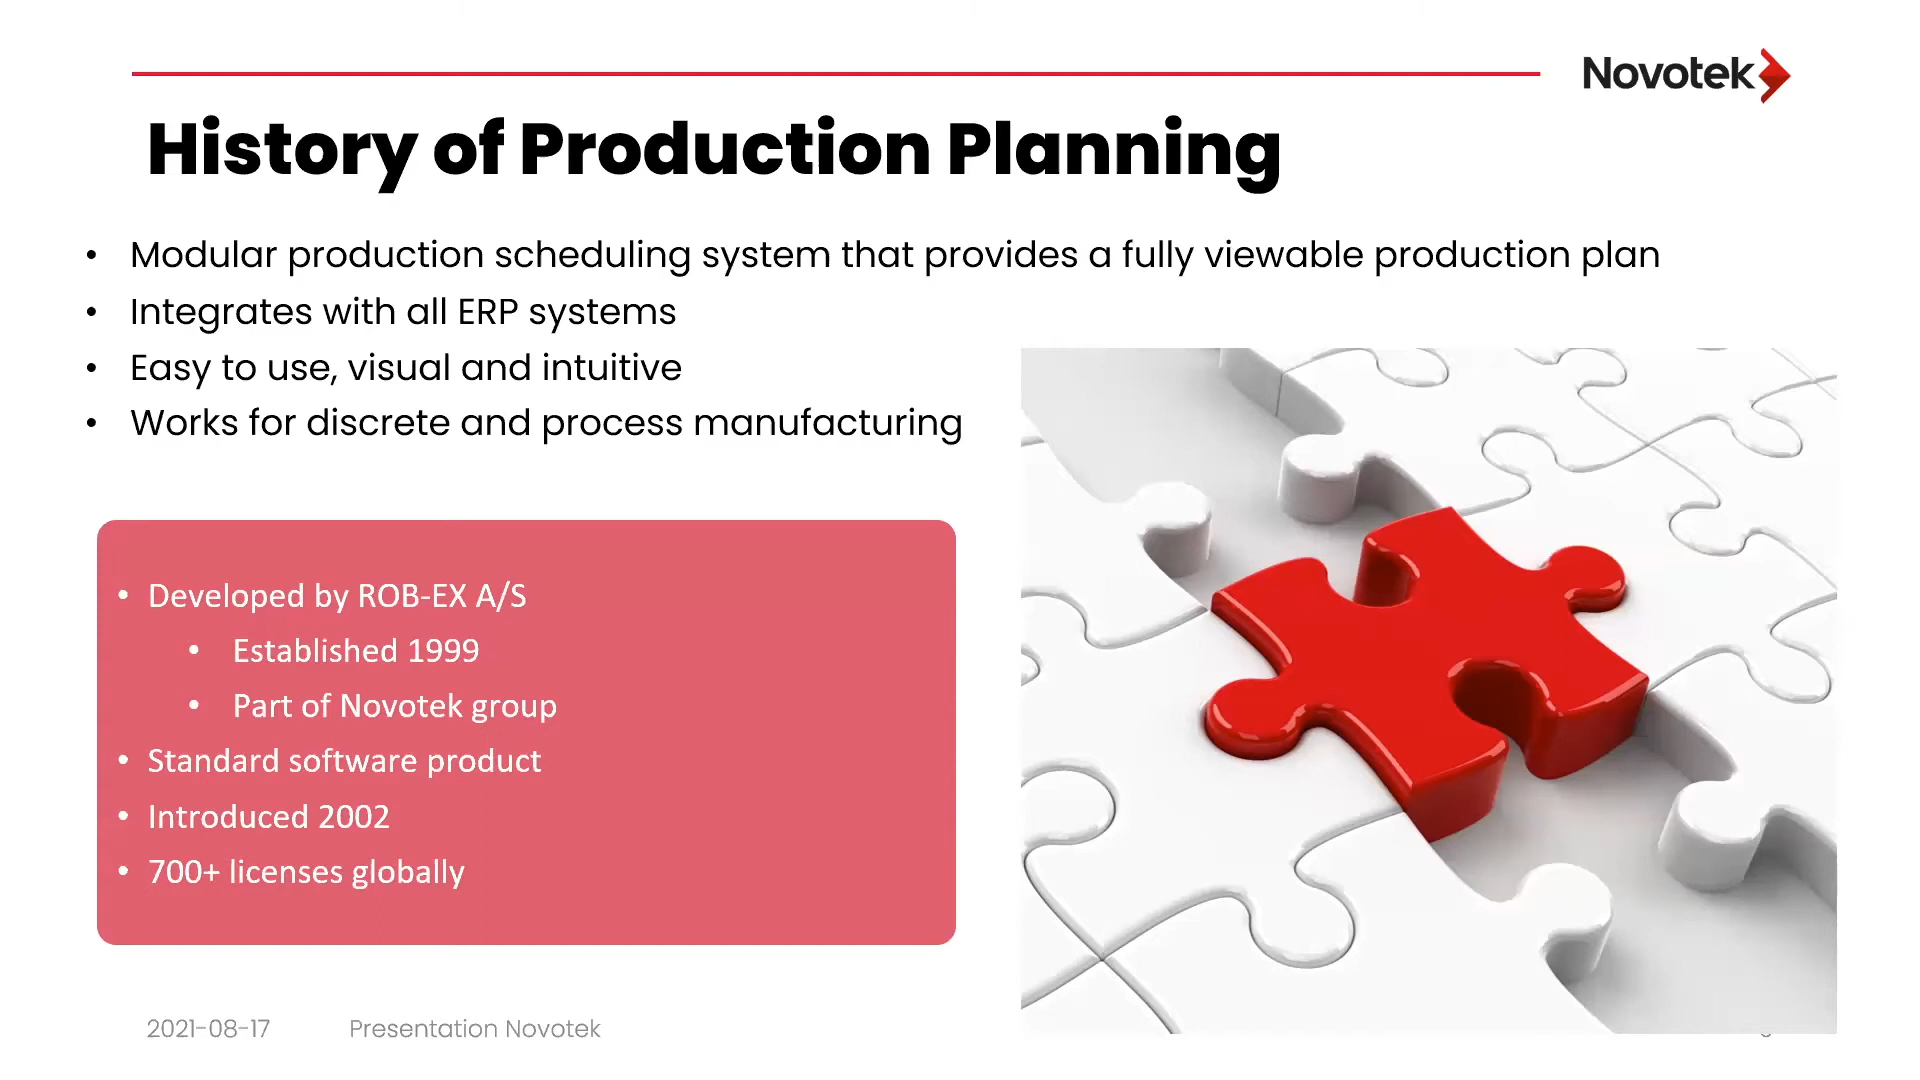 Novotek
History of Production Planning
• Modular production scheduling system that provides a fully viewable production plan
• Integrates with all ERP systems
• Easy to use, visual and intuitive
• Works for discrete and process manufacturing
• Developed by ROB-EX A/S
• Established 1999
• Part of Novotek group
• Standard software product
• Introduced 2002
• 700+ licenses globally
2021-08-17 Presentation Novotek